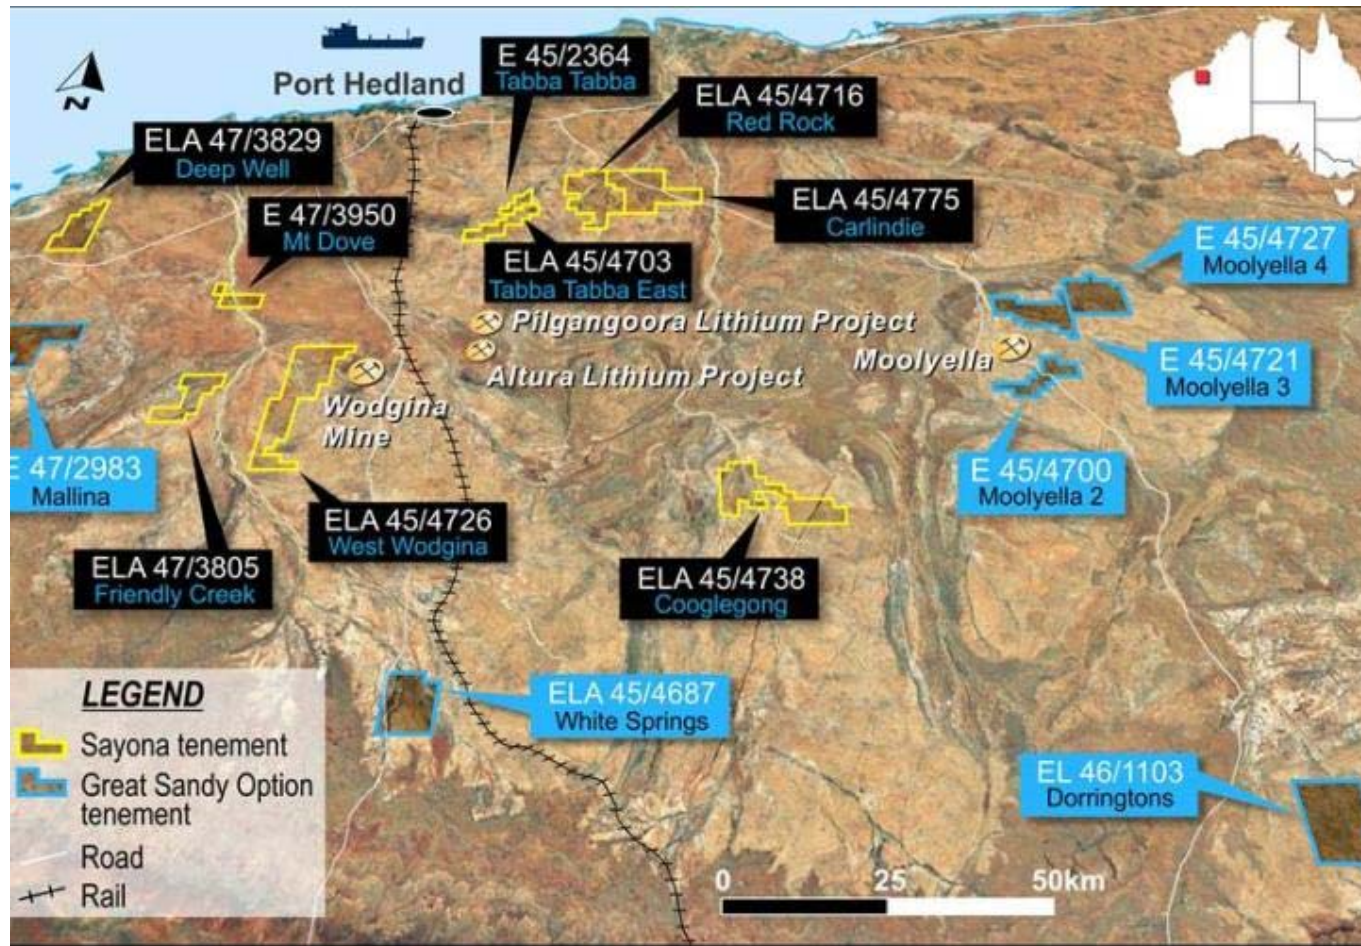 Port Hedland
E 45/2364
Tabba Tabba
ELA 45/4716
Red Rock
ELA 47/3829
Deep Well
E 47/3950
Mt Dove
ELA 45/4775
Carlindie
ELA 45/4703
Tabba Tabba East
E 45/4727
Moolyella 4
Pilgangoora Lithium Project
Altura Lithium Project
Moolyella
E 45/4721
Moolyella 3
Wodgina
Mine
E 47/2983
Mallina
E 45/4700
Moolyella 2
ELA 45/4726
West Wodgina
ELA 47/3805
Friendly Creek
ELA 45/4738
Cooglegong
ELA 45/4687
White Springs
EL 46/1103
Dorringtons
LEGEND
Sayona tenement
Great Sandy Option
tenement
Road
Rail
0 25 50km
N